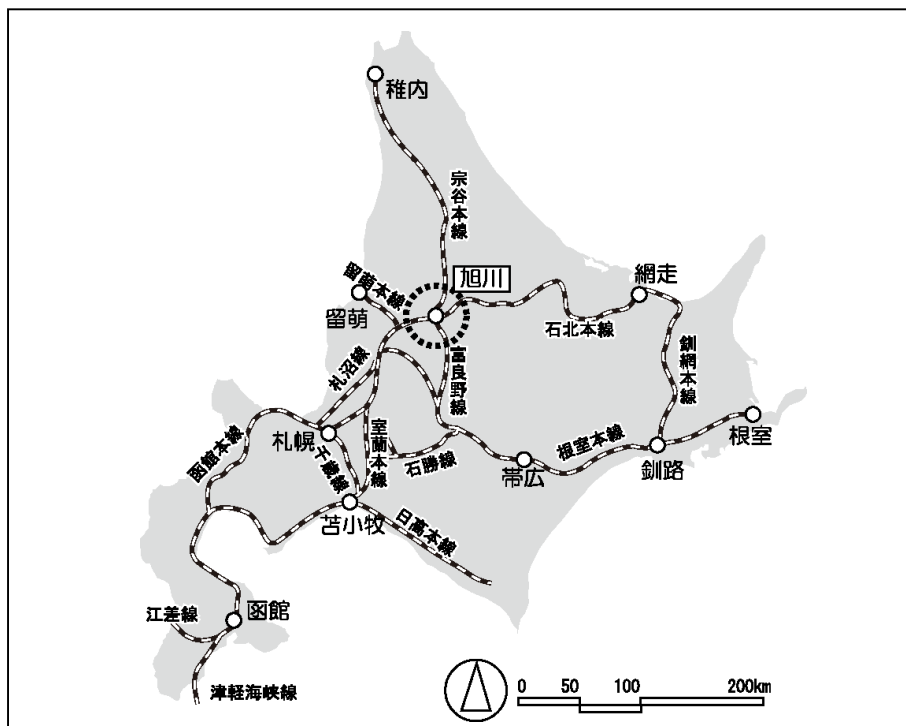 稚内
宗谷本線
旭川
網走
留萌本線
留萌
石北本線
釧網本線
富良野線
札沼線
札幌
函館本線
千歳線
室蘭本線
石勝線
根室本線
根室
帯広
釧路
苫小牧
日高本線
江差線
函館
津軽海峡線
0 50 100 200km